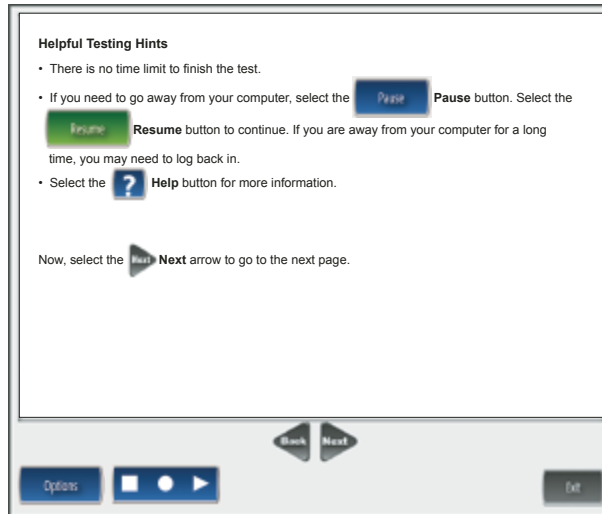 Helpful Testing Hints
• There is no time limit to finish the test.
• If you need to go away from your computer, select the Pause Pause button. Select the
Resume Resume button to continue. If you are away from your computer for a long
time, you may need to log back in.
• Select the ? Help button for more information.
Now, select the Next Next arrow to go to the next page.
Back Next
Options
Exit